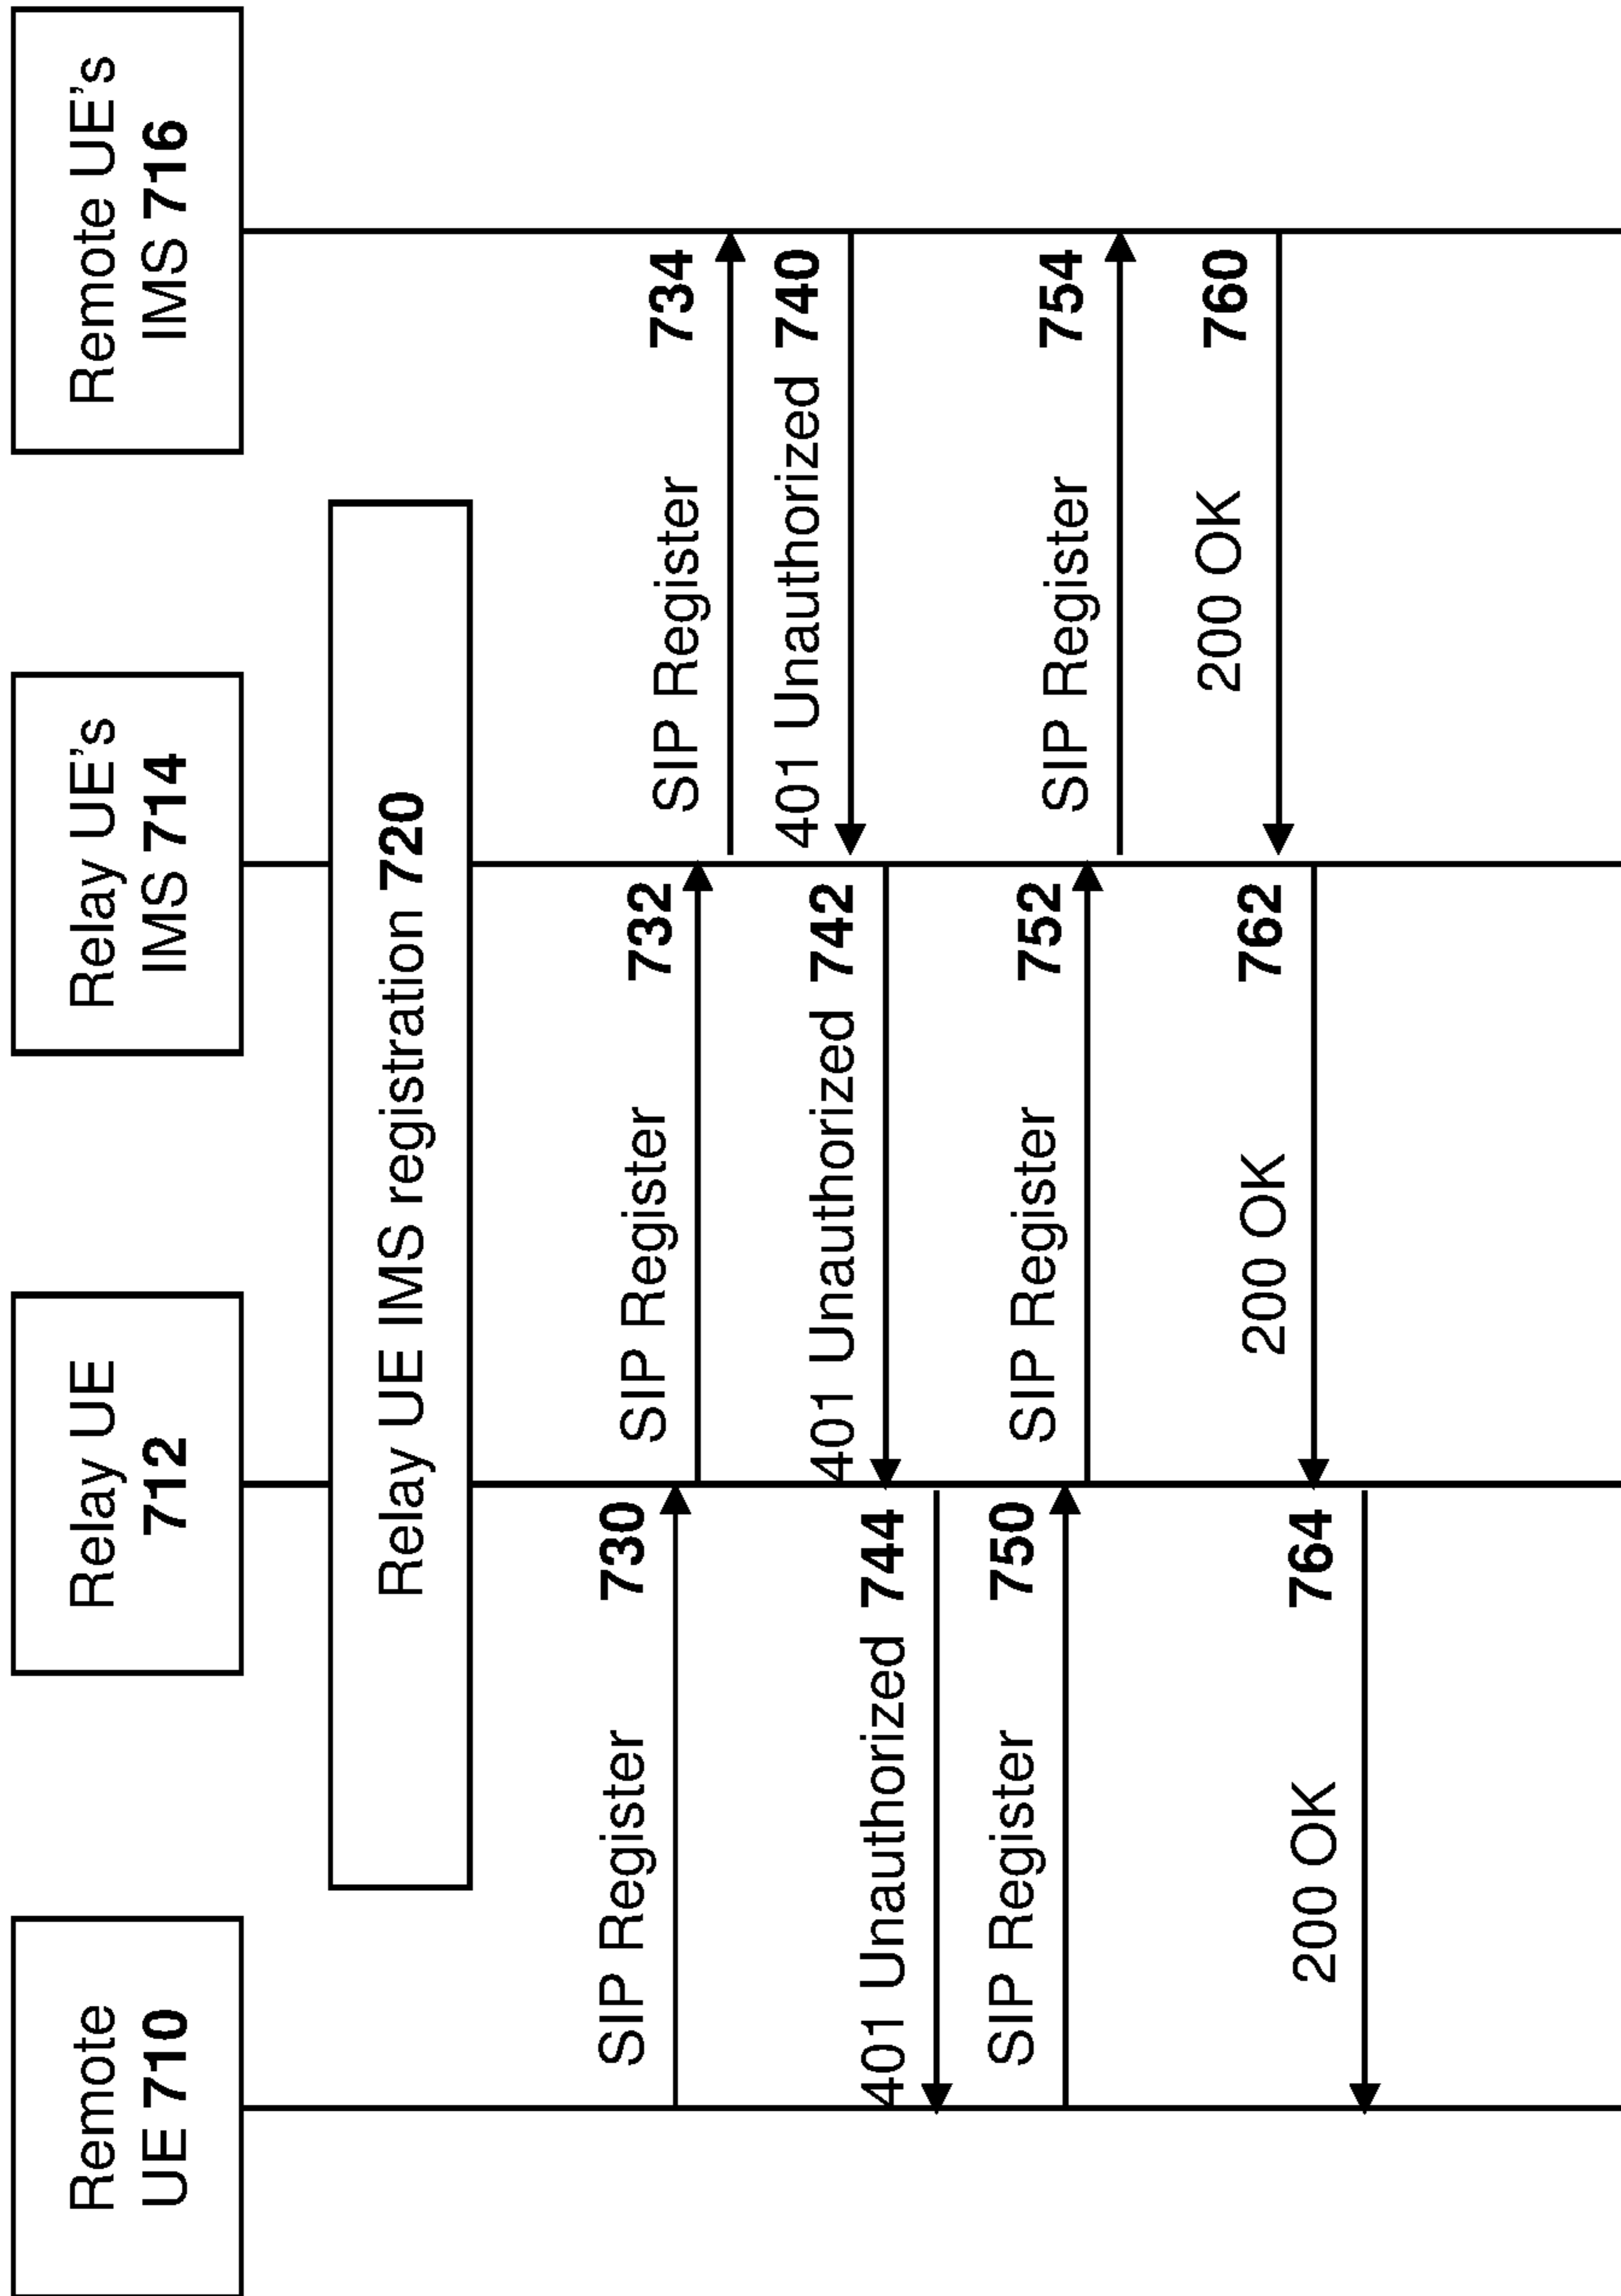 Remote
UE 710
Relay UE
712
Relay UE's
IMS 714
Remote UE's
IMS 716
Relay UE IMS registration 720
SIP Register 730
SIP Register 732
SIP Register 734
401 Unauthorized 740
401 Unauthorized 742
401 Unauthorized 744
SIP Register 750
SIP Register 752
SIP Register 754
200 OK 760
200 OK 762
200 OK 764